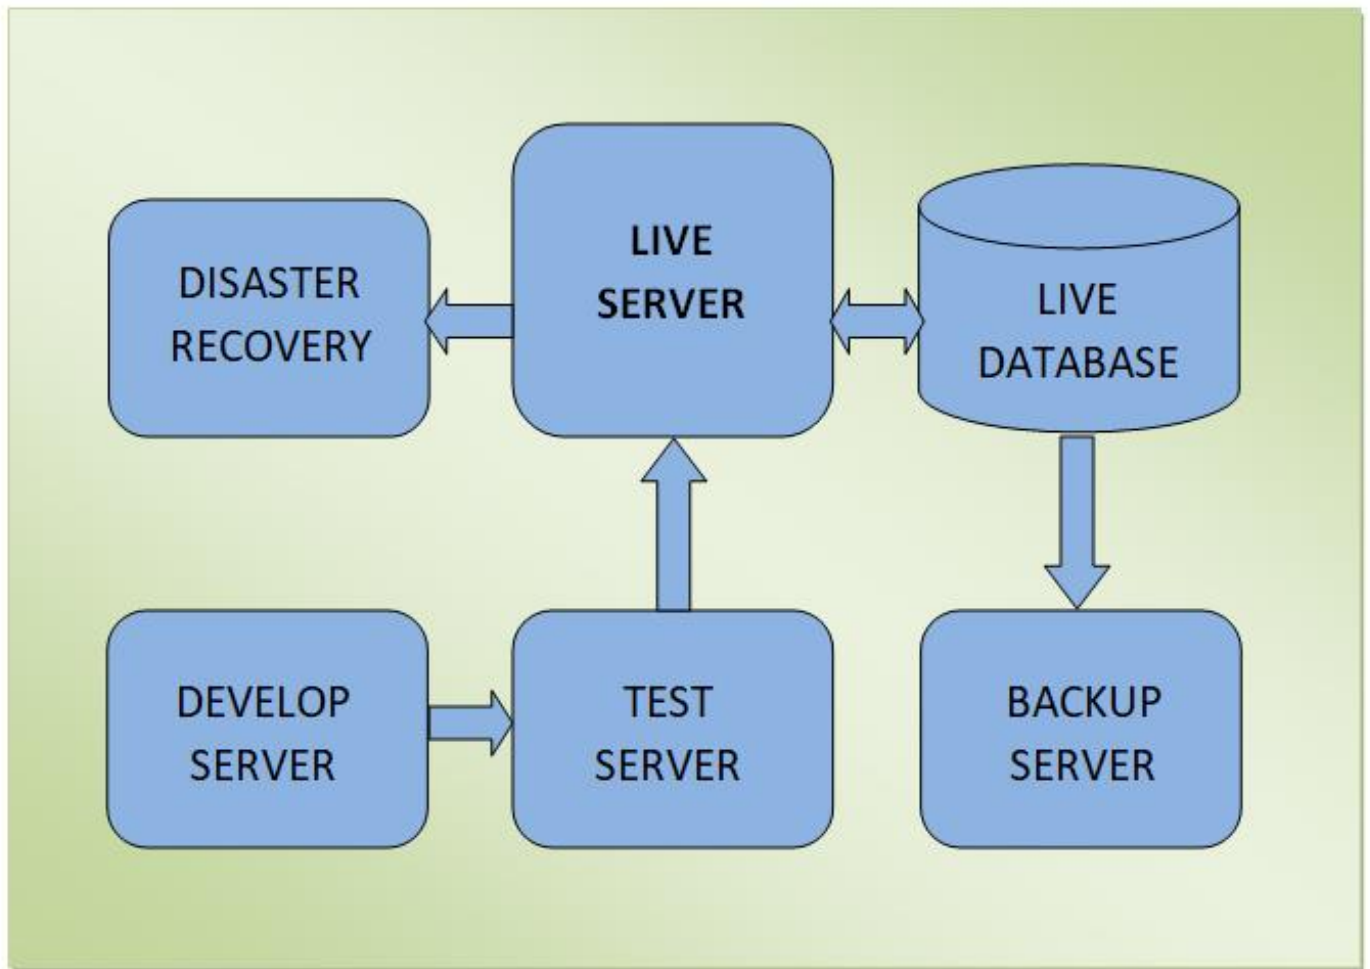 LIVE
SERVER
DISASTER
RECOVERY
LIVE
DATABASE
DEVELOP
SERVER
TEST
SERVER
BACKUP
SERVER